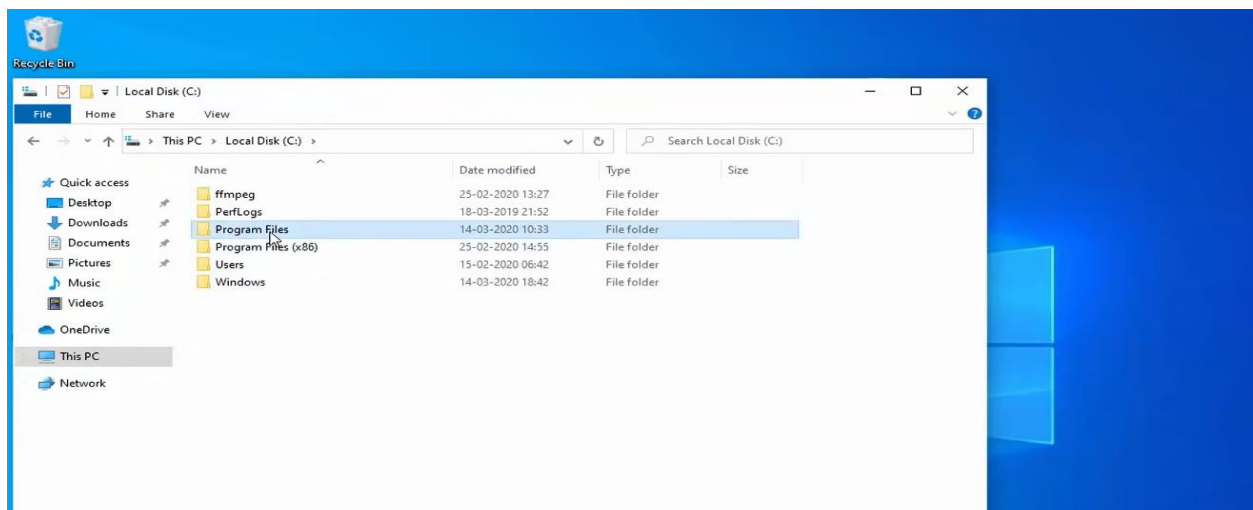 Recycle Bin
Local Disk (C:)
File Home Share View
This PC > Local Disk (C:) > Search Local Disk (C:)
Name Date modified Type Size
Quick access
Desktop
Downloads
Documents
Pictures
Music
Videos
OneDrive
This PC
Network
ffmpeg 25-02-2020 13:27 File folder
PerfLogs 18-03-2019 21:52 File folder
Program Files 14-03-2020 10:33 File folder
Program Files (x86) 25-02-2020 14:55 File folder
Users 15-02-2020 06:42 File folder
Windows 14-03-2020 18:42 File folder